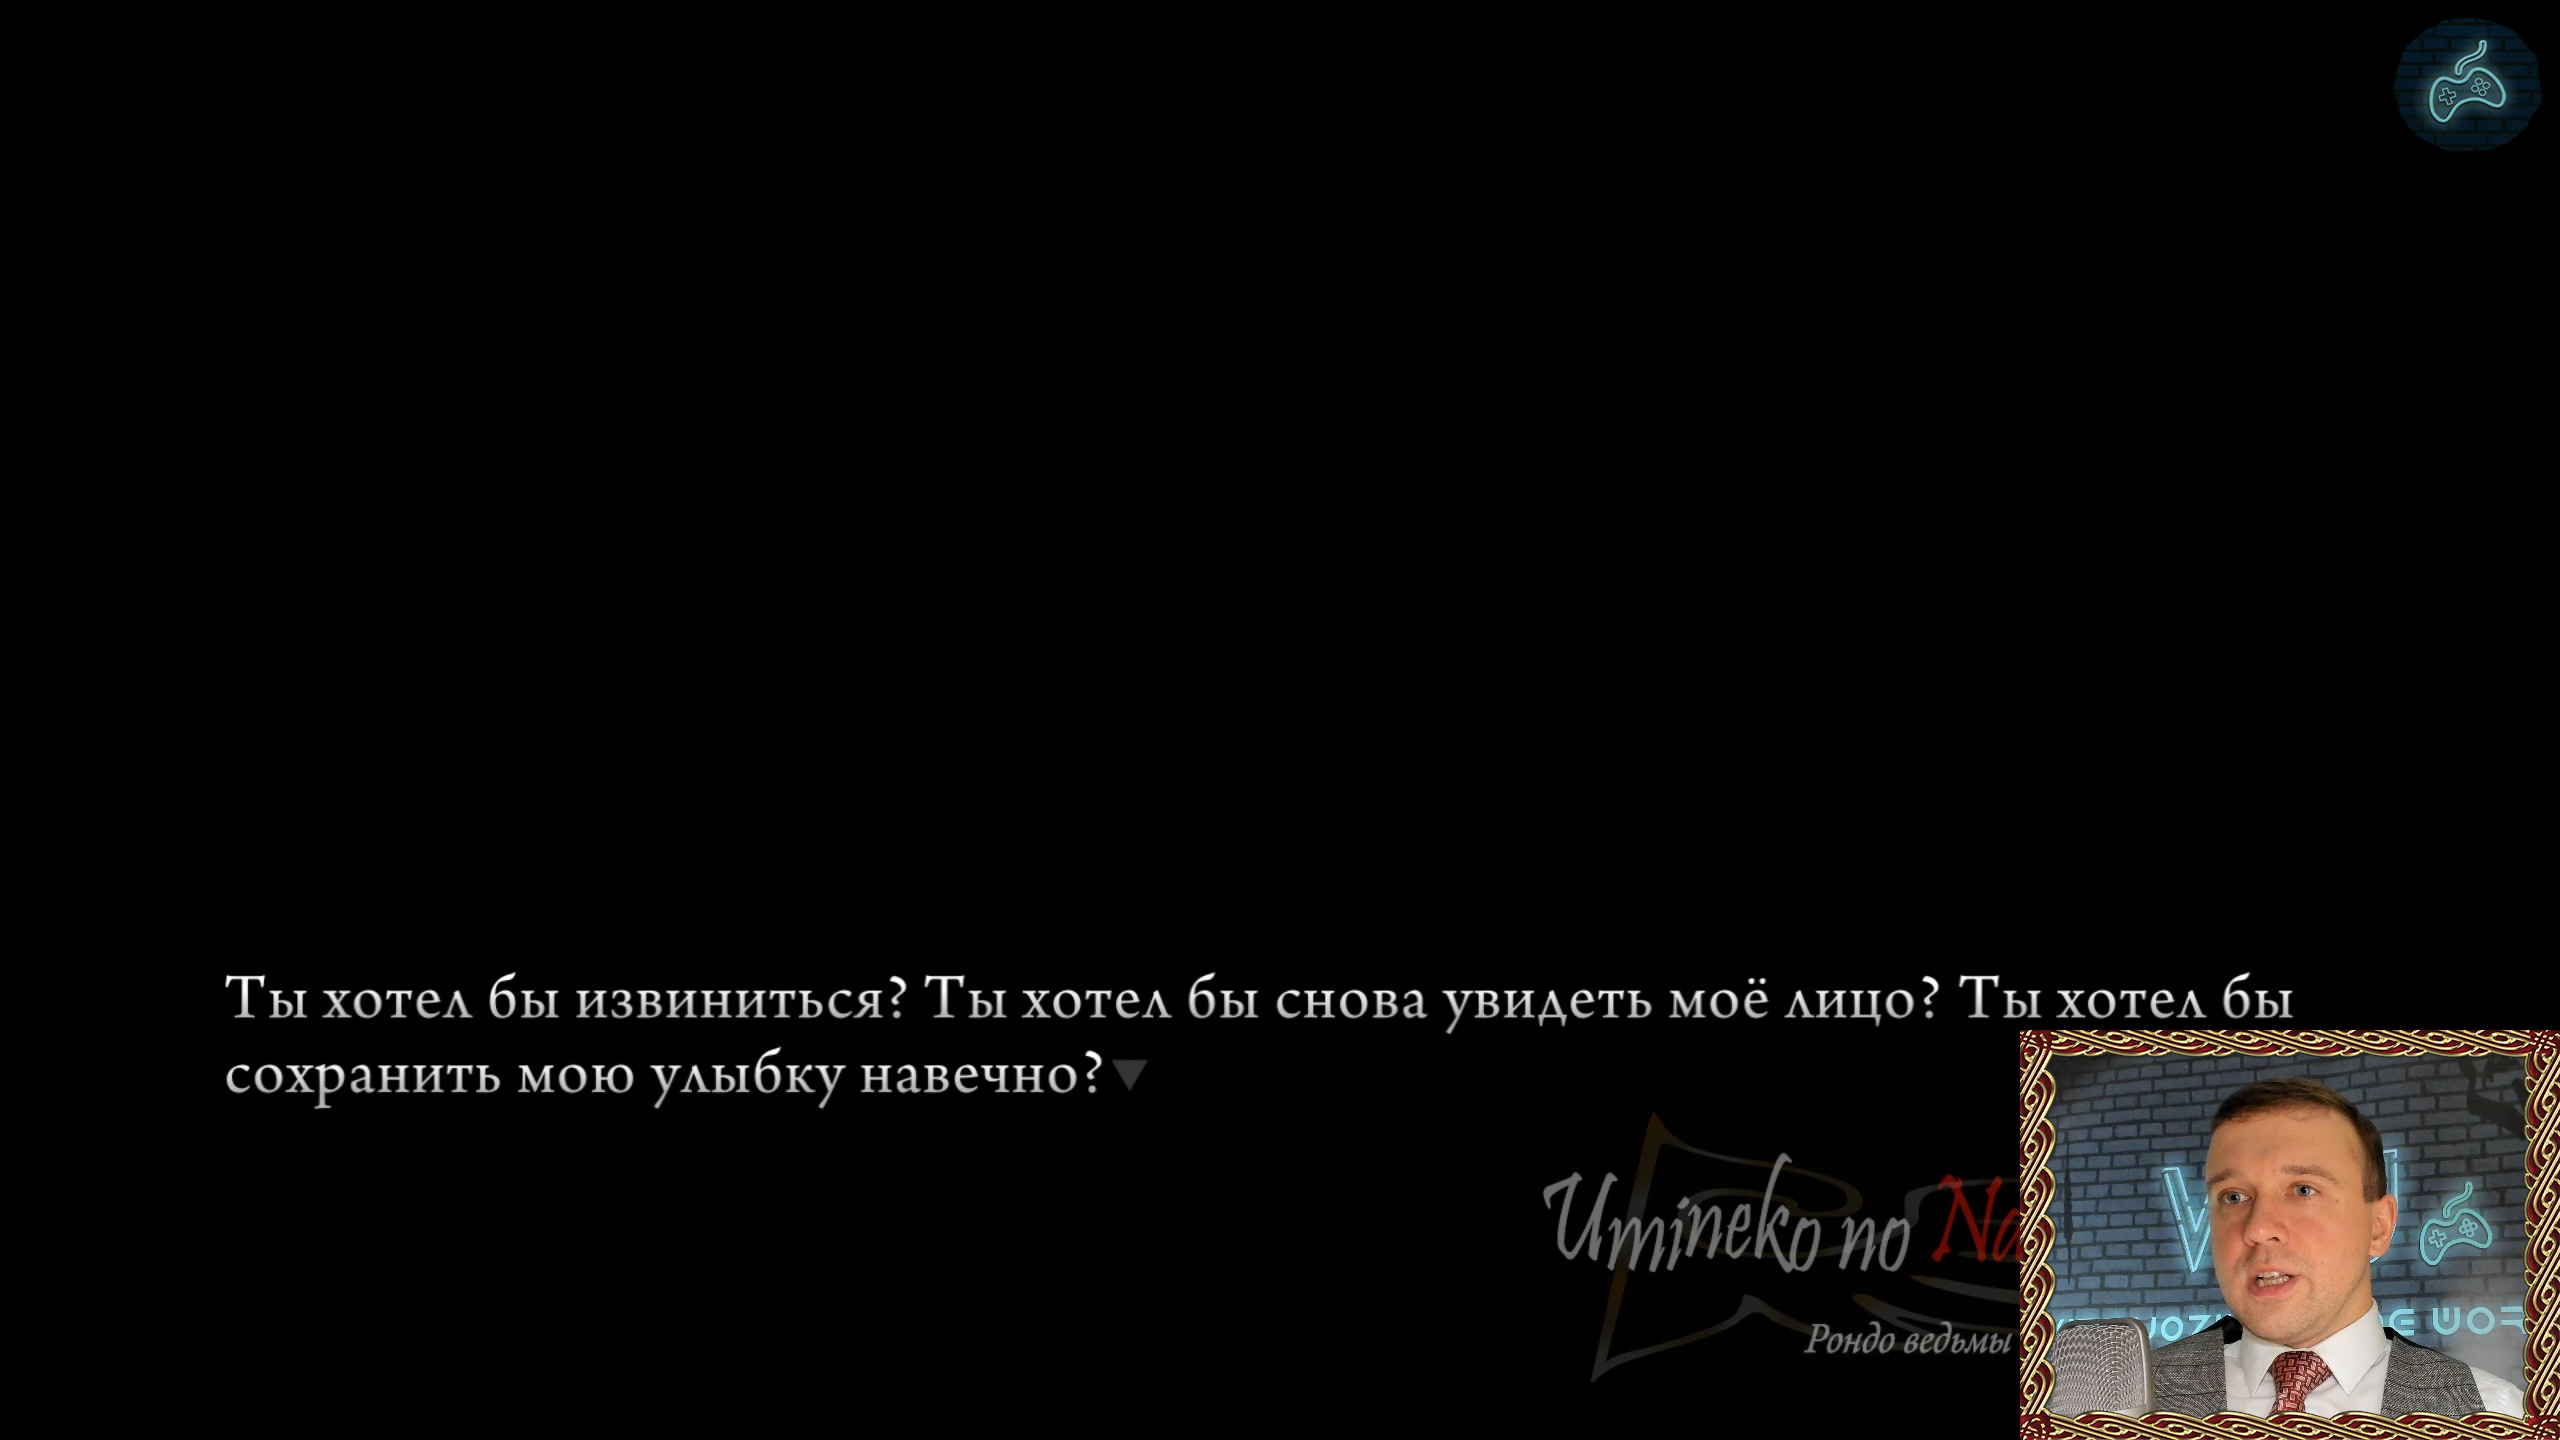 Ты хотел бы извиниться? Ты хотел бы снова увидеть моё лицо? Ты хотел бы
сохранить мою улыбку навечно?
Umineko no Na
Рондо ведьмы